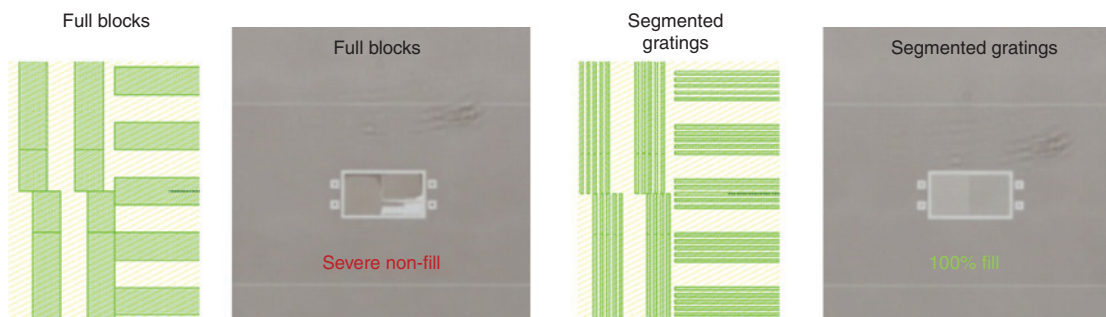 Full blocks
Full blocks
Severe non-fill
Segmented
gratings
Segmented gratings
100% fill